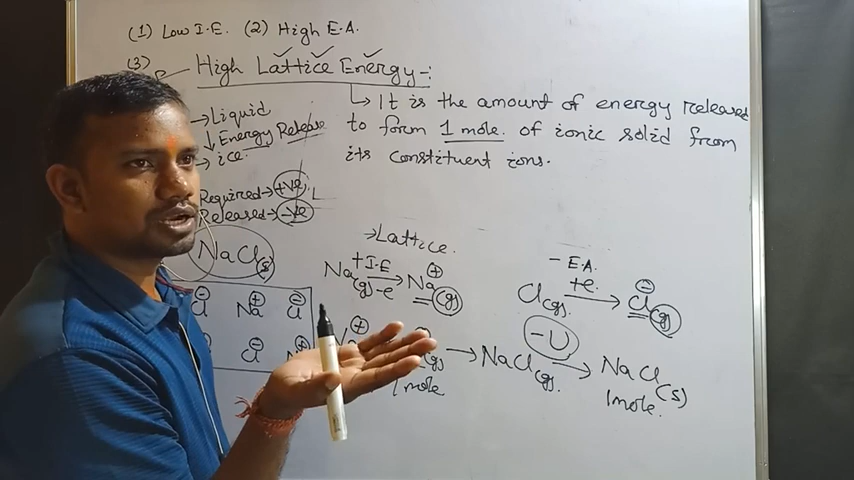 (1) Low I.E. (2) High E.A.
(3) High Lattice Energy-:
→ Liquid
↓ Energy Release
→ ice.
↳ It is the amount of energy released
to form 1 mole. of ionic solid from
its constituent ions.
Required → +ve
Released → -ve
NaCl(s)
→ Lattice.
Na(g) +I.E → -e Na⊕(g)
Cl(g) - E.A. → +e. Cl⊖(g)
Cl⊖ Na⊕ Cl⊖
Cl⊖
(g) → NaCl(g). -U → NaCl(s)
1 mole 1 mole.